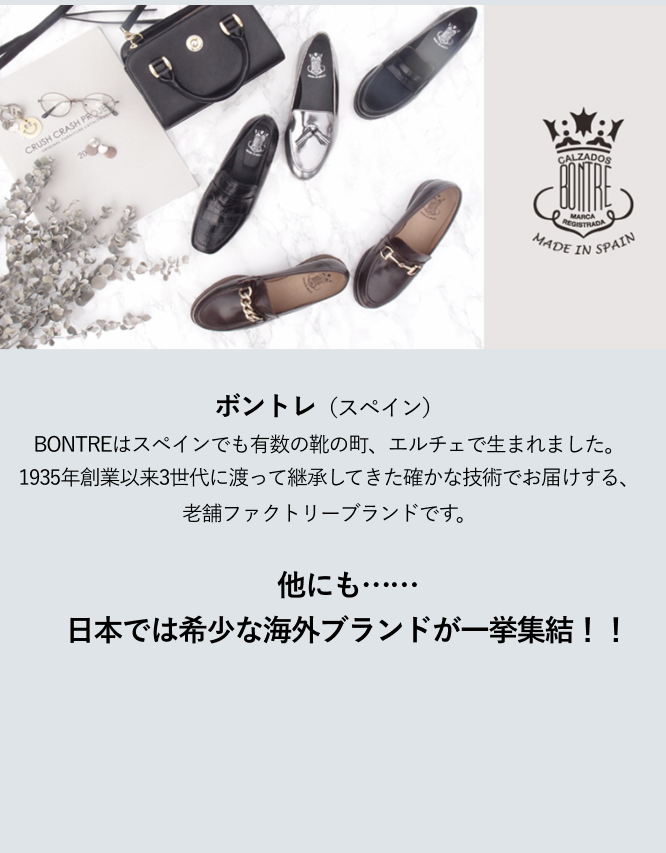 CRUSH CRASH PRO
CALZADOS
BONTRE
MARCA
REGISTRADA
MADE IN SPAIN
ボントレ（スペイン）
BONTREはスペインでも有数の靴の町、エルチェで生まれました。
1935年創業以来3世代に渡って継承してきた確かな技術でお届けする、
老舗ファクトリーブランドです。
他にも……
日本では希少な海外ブランドが一挙集結！！